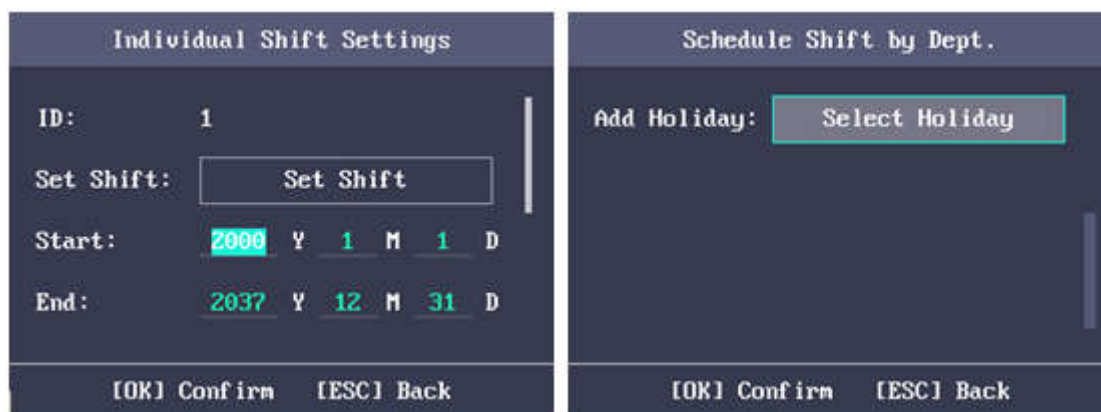 Individual Shift Settings
ID: 1
Set Shift: Set Shift
Start: 2000 Y 1 M 1 D
End: 2037 Y 12 M 31 D
[OK] Confirm [ESC] Back
Schedule Shift by Dept.
Add Holiday: Select Holiday
[OK] Confirm [ESC] Back